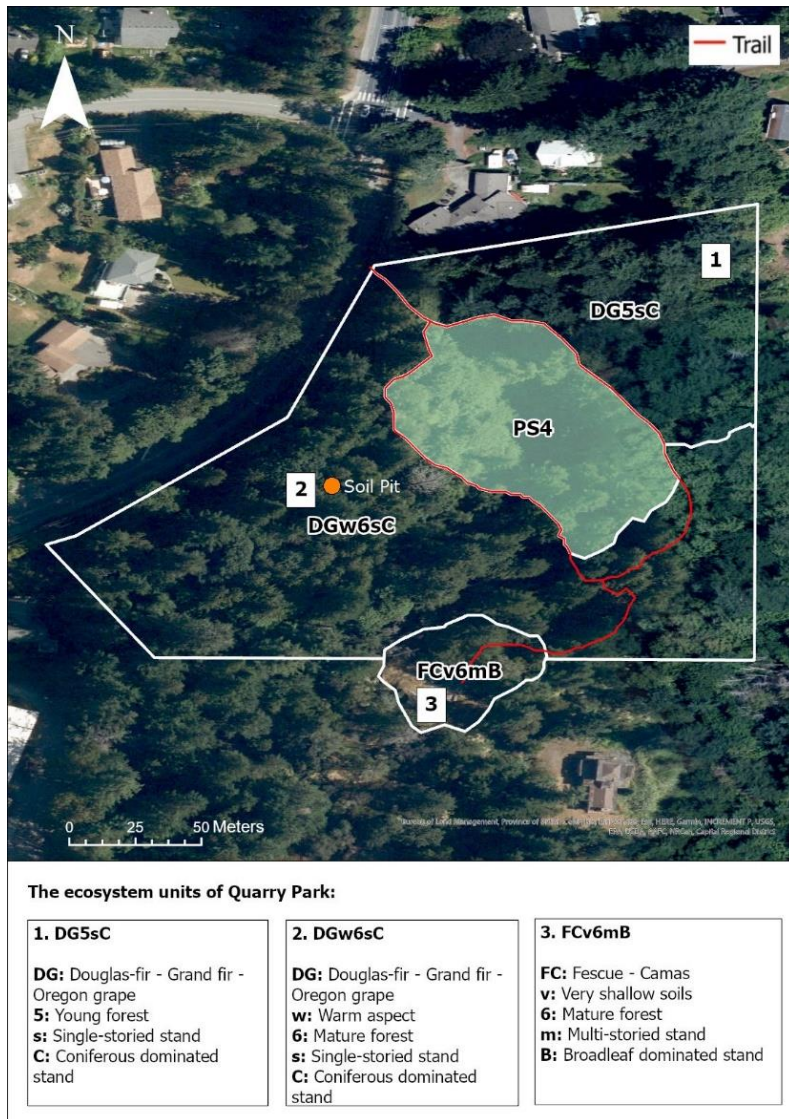 N
Trail
1
DG5sC
PS4
2
Soil Pit
DGw6sC
FCv6mB
3
0 25 50 Meters
The ecosystem units of Quarry Park:
1. DG5sC
DG: Douglas-fir - Grand fir -
Oregon grape
5: Young forest
s: Single-storied stand
C: Coniferous dominated
stand
2. DGw6sC
DG: Douglas-fir - Grand fir -
Oregon grape
w: Warm aspect
6: Mature forest
s: Single-storied stand
C: Coniferous dominated
stand
3. FCv6mB
FC: Fescue - Camas
v: Very shallow soils
6: Mature forest
m: Multi-storied stand
B: Broadleaf dominated stand